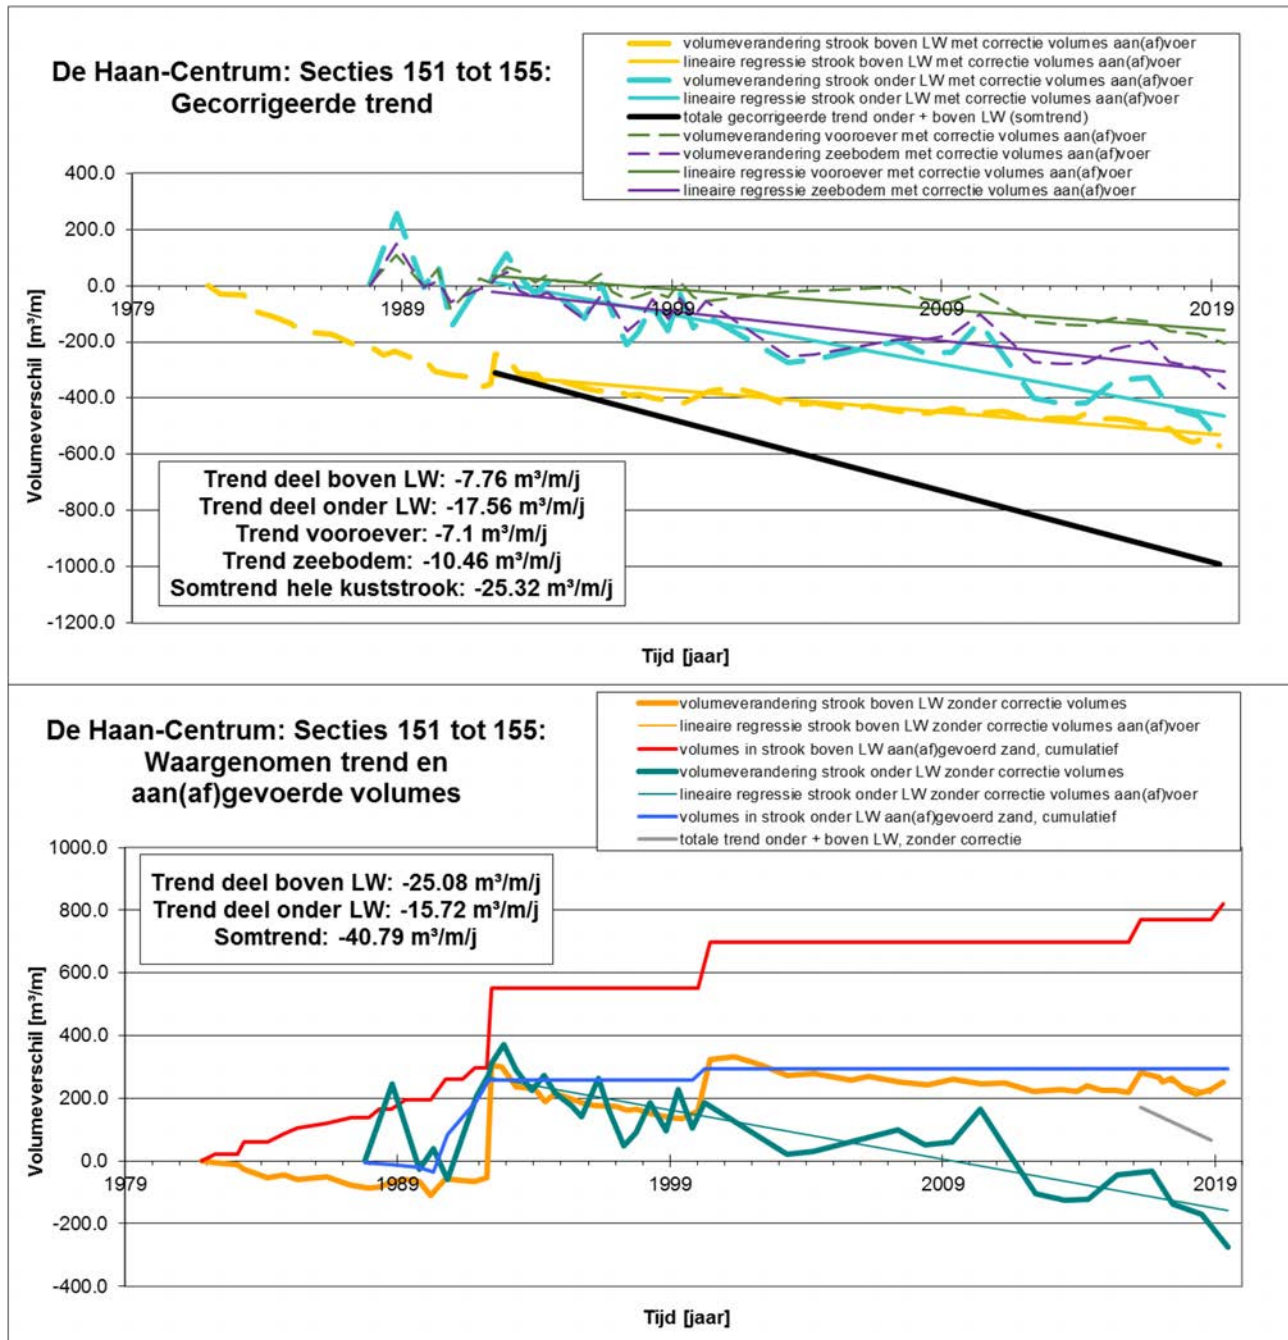 De Haan-Centrum: Secties 151 tot 155:
Gecorrigeerde trend
volumeverandering strook boven LW met correctie volumes aan(af)voer
lineaire regressie strook boven LW met correctie volumes aan(af)voer
volumeverandering strook onder LW met correctie volumes aan(af)voer
lineaire regressie strook onder LW met correctie volumes aan(af)voer
totale gecorrigeerde trend onder + boven LW (somtrend)
volumeverandering vooroever met correctie volumes aan(af)voer
volumeverandering zeebodem met correctie volumes aan(af)voer
lineaire regressie vooroever met correctie volumes aan(af)voer
lineaire regressie zeebodem met correctie volumes aan(af)voer
Volumeverschil [m³/m]
400.0
200.0
0.0
-200.0
-400.0
-600.0
-800.0
-1000.0
-1200.0
1979
1989
1999
2009
2019
Trend deel boven LW: -7.76 m³/m/j
Trend deel onder LW: -17.56 m³/m/j
Trend vooroever: -7.1 m³/m/j
Trend zeebodem: -10.46 m³/m/j
Somtrend hele kuststrook: -25.32 m³/m/j
Tijd [jaar]
De Haan-Centrum: Secties 151 tot 155:
Waargenomen trend en
aan(af)gevoerde volumes
volumeverandering strook boven LW zonder correctie volumes
lineaire regressie strook boven LW zonder correctie volumes aan(af)voer
volumes in strook boven LW aan(af)gevoerd zand, cumulatief
volumeverandering strook onder LW zonder correctie volumes
lineaire regressie strook onder LW zonder correctie volumes aan(af)voer
volumes in strook onder LW aan(af)gevoerd zand, cumulatief
totale trend onder + boven LW, zonder correctie
Volumeverschil [m³/m]
1000.0
800.0
600.0
400.0
200.0
0.0
-200.0
-400.0
Trend deel boven LW: -25.08 m³/m/j
Trend deel onder LW: -15.72 m³/m/j
Somtrend: -40.79 m³/m/j
1979
1989
1999
2009
2019
Tijd [jaar]